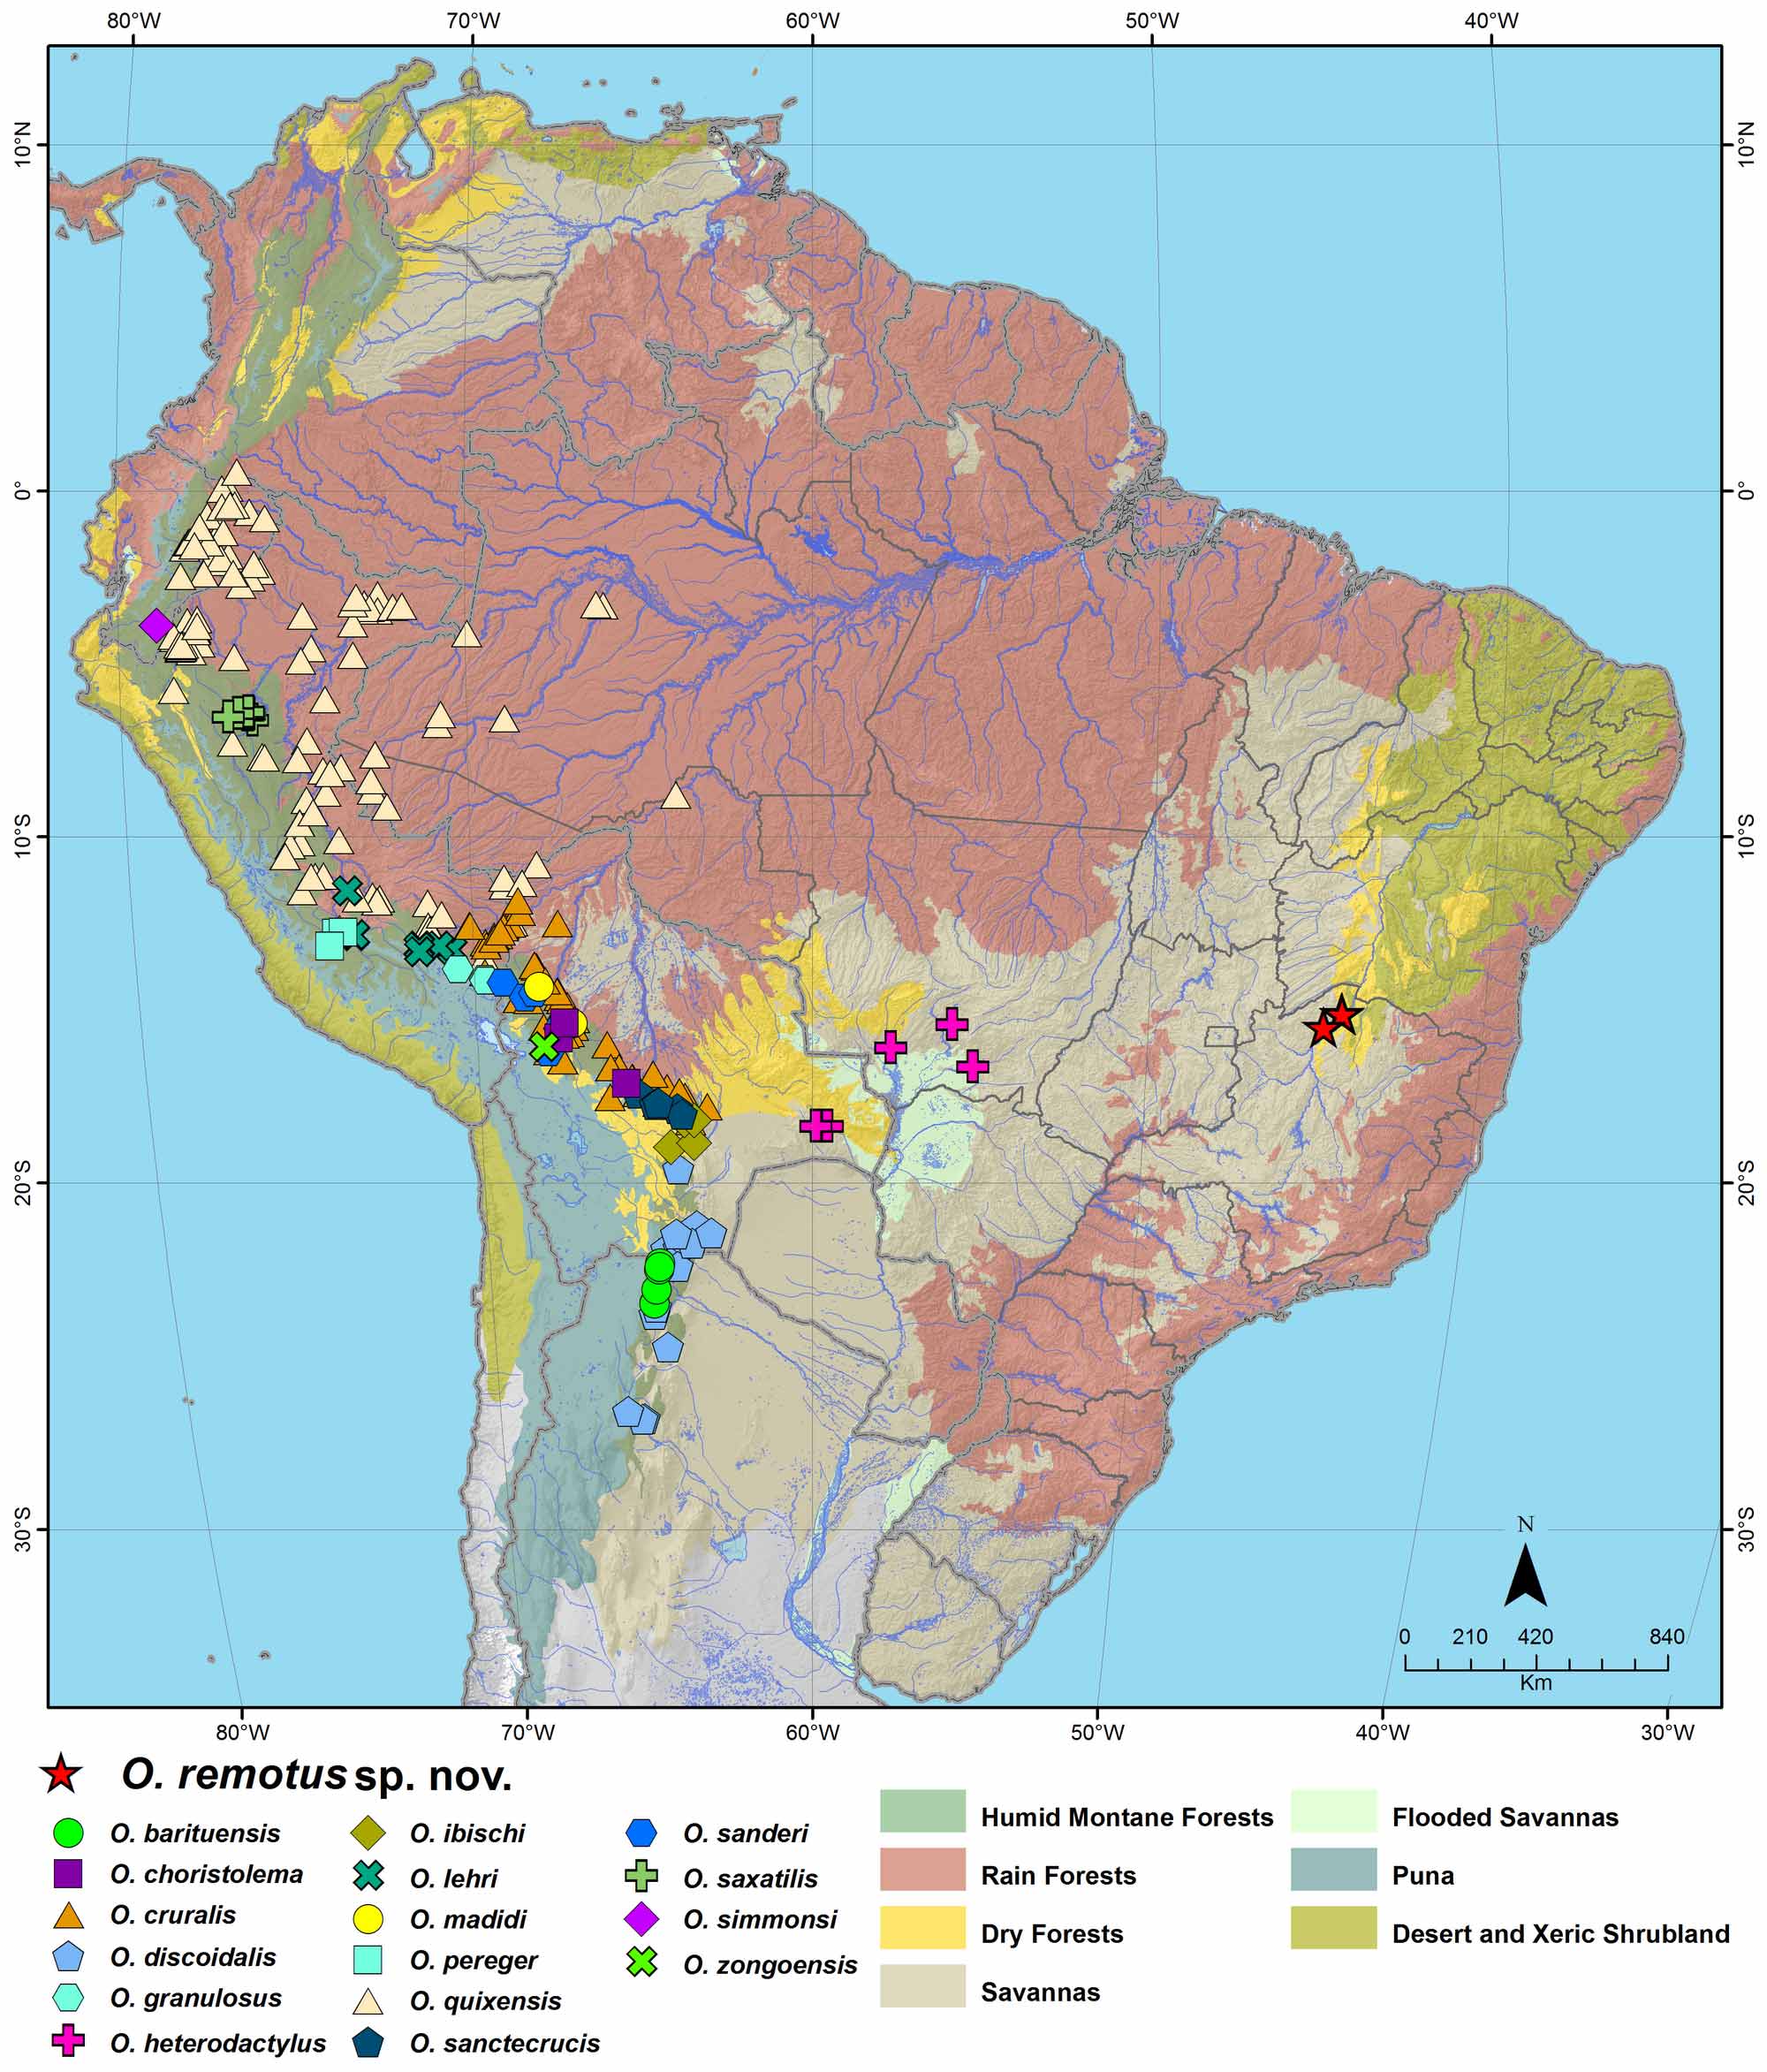 80°W 70°W 60°W 50°W 40°W
10°N 10°N
0° 0°
10°S 10°S
20°S 20°S
30°S 30°S
N
0 210 420 840
Km
80°W 70°W 60°W 50°W 40°W 30°W
O. remotus sp. nov.
O. barituensis
O. choristolema
O. cruralis
O. discoidalis
O. granulosus
O. heterodactylus
O. ibischi
O. lehri
O. madidi
O. pereger
O. quixensis
O. sanctecrucis
O. sanderi
O. saxatilis
O. simmonsi
O. zongoensis
Humid Montane Forests
Rain Forests
Dry Forests
Savannas
Flooded Savannas
Puna
Desert and Xeric Shrubland